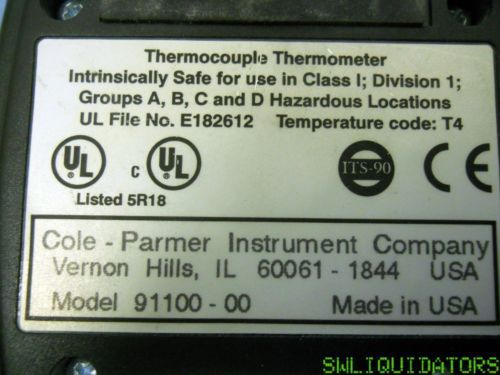 Thermocouple Thermometer
Intrinsically Safe for use in Class I; Division 1;
Groups A, B, C and D Hazardous Locations
UL File No. E182612 Temperature code: T4
UL ® C UL ® ITS-90 CE
Listed 5R18
Cole - Parmer Instrument Company
Vernon Hills, IL 60061 - 1844 USA
Model 91100 - 00 Made in USA
SWLIQUIDATORS